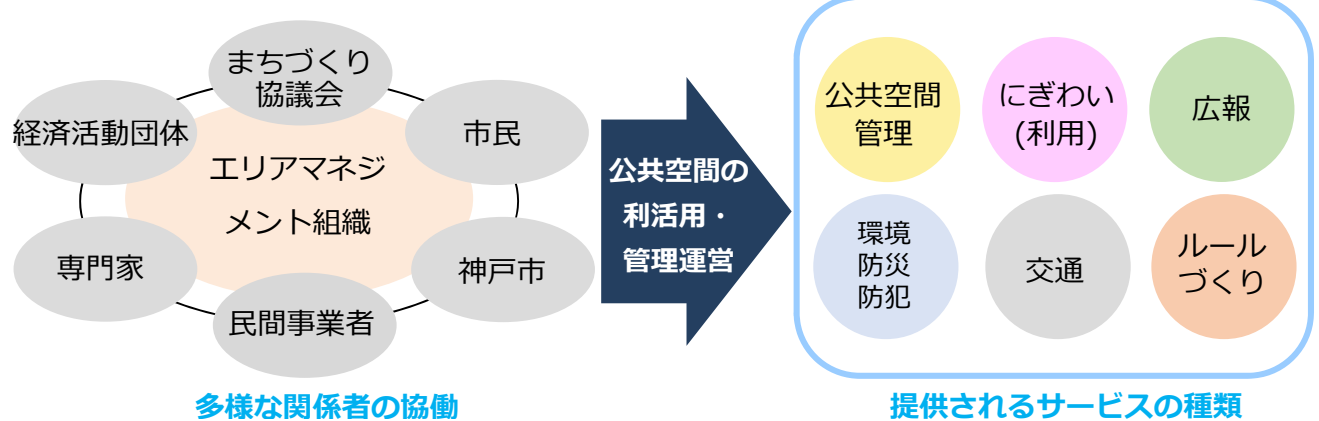 まちづくり
協議会
経済活動団体
市民
エリアマネジ
メント組織
専門家
神戸市
民間事業者
多様な関係者の協働
公共空間の
利活用・
管理運営
公共空間
管理
にぎわい
(利用)
広報
環境
防災
防犯
交通
ルール
づくり
提供されるサービスの種類